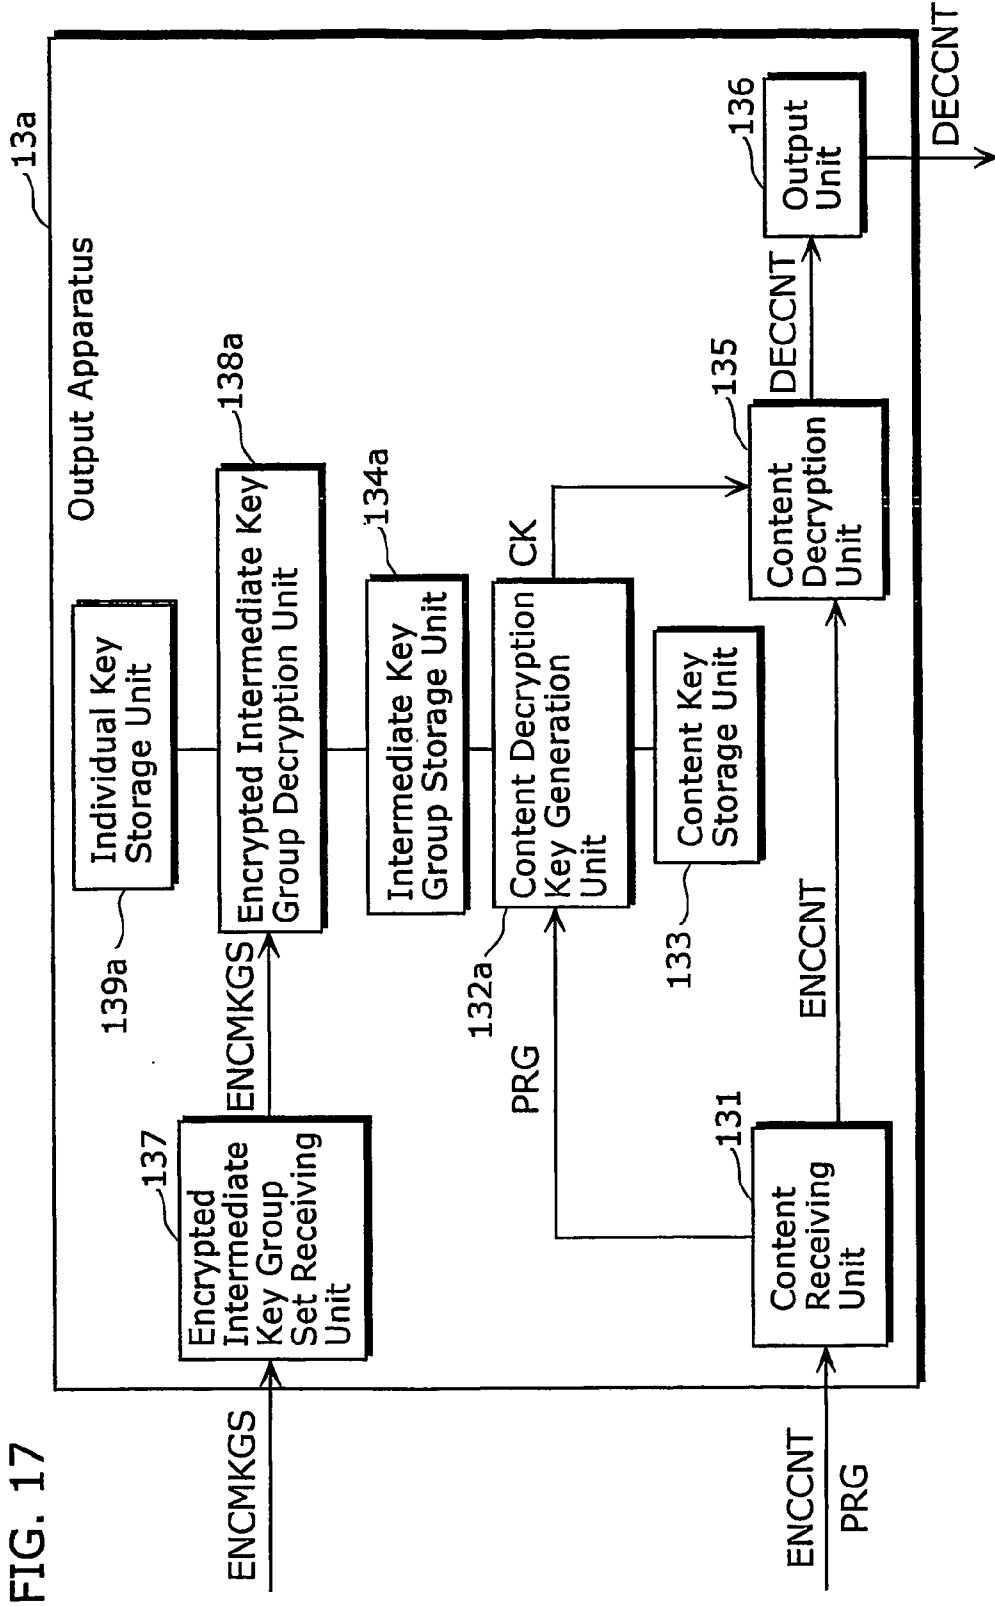 FIG. 17
13a
Output Apparatus
139a
Individual Key
Storage Unit
137
Encrypted
Intermediate
Key Group
Set Receiving
Unit
ENCMKGS
ENCMKGS
138a
Encrypted Intermediate Key
Group Decryption Unit
134a
Intermediate Key
Group Storage Unit
132a
Content Decryption
Key Generation
Unit
PRG
CK
133
Content Key
Storage Unit
131
Content
Receiving
Unit
ENCCNT
PRG
ENCCNT
135
Content
Decryption
Unit
DECCNT
136
Output
Unit
DECCNT